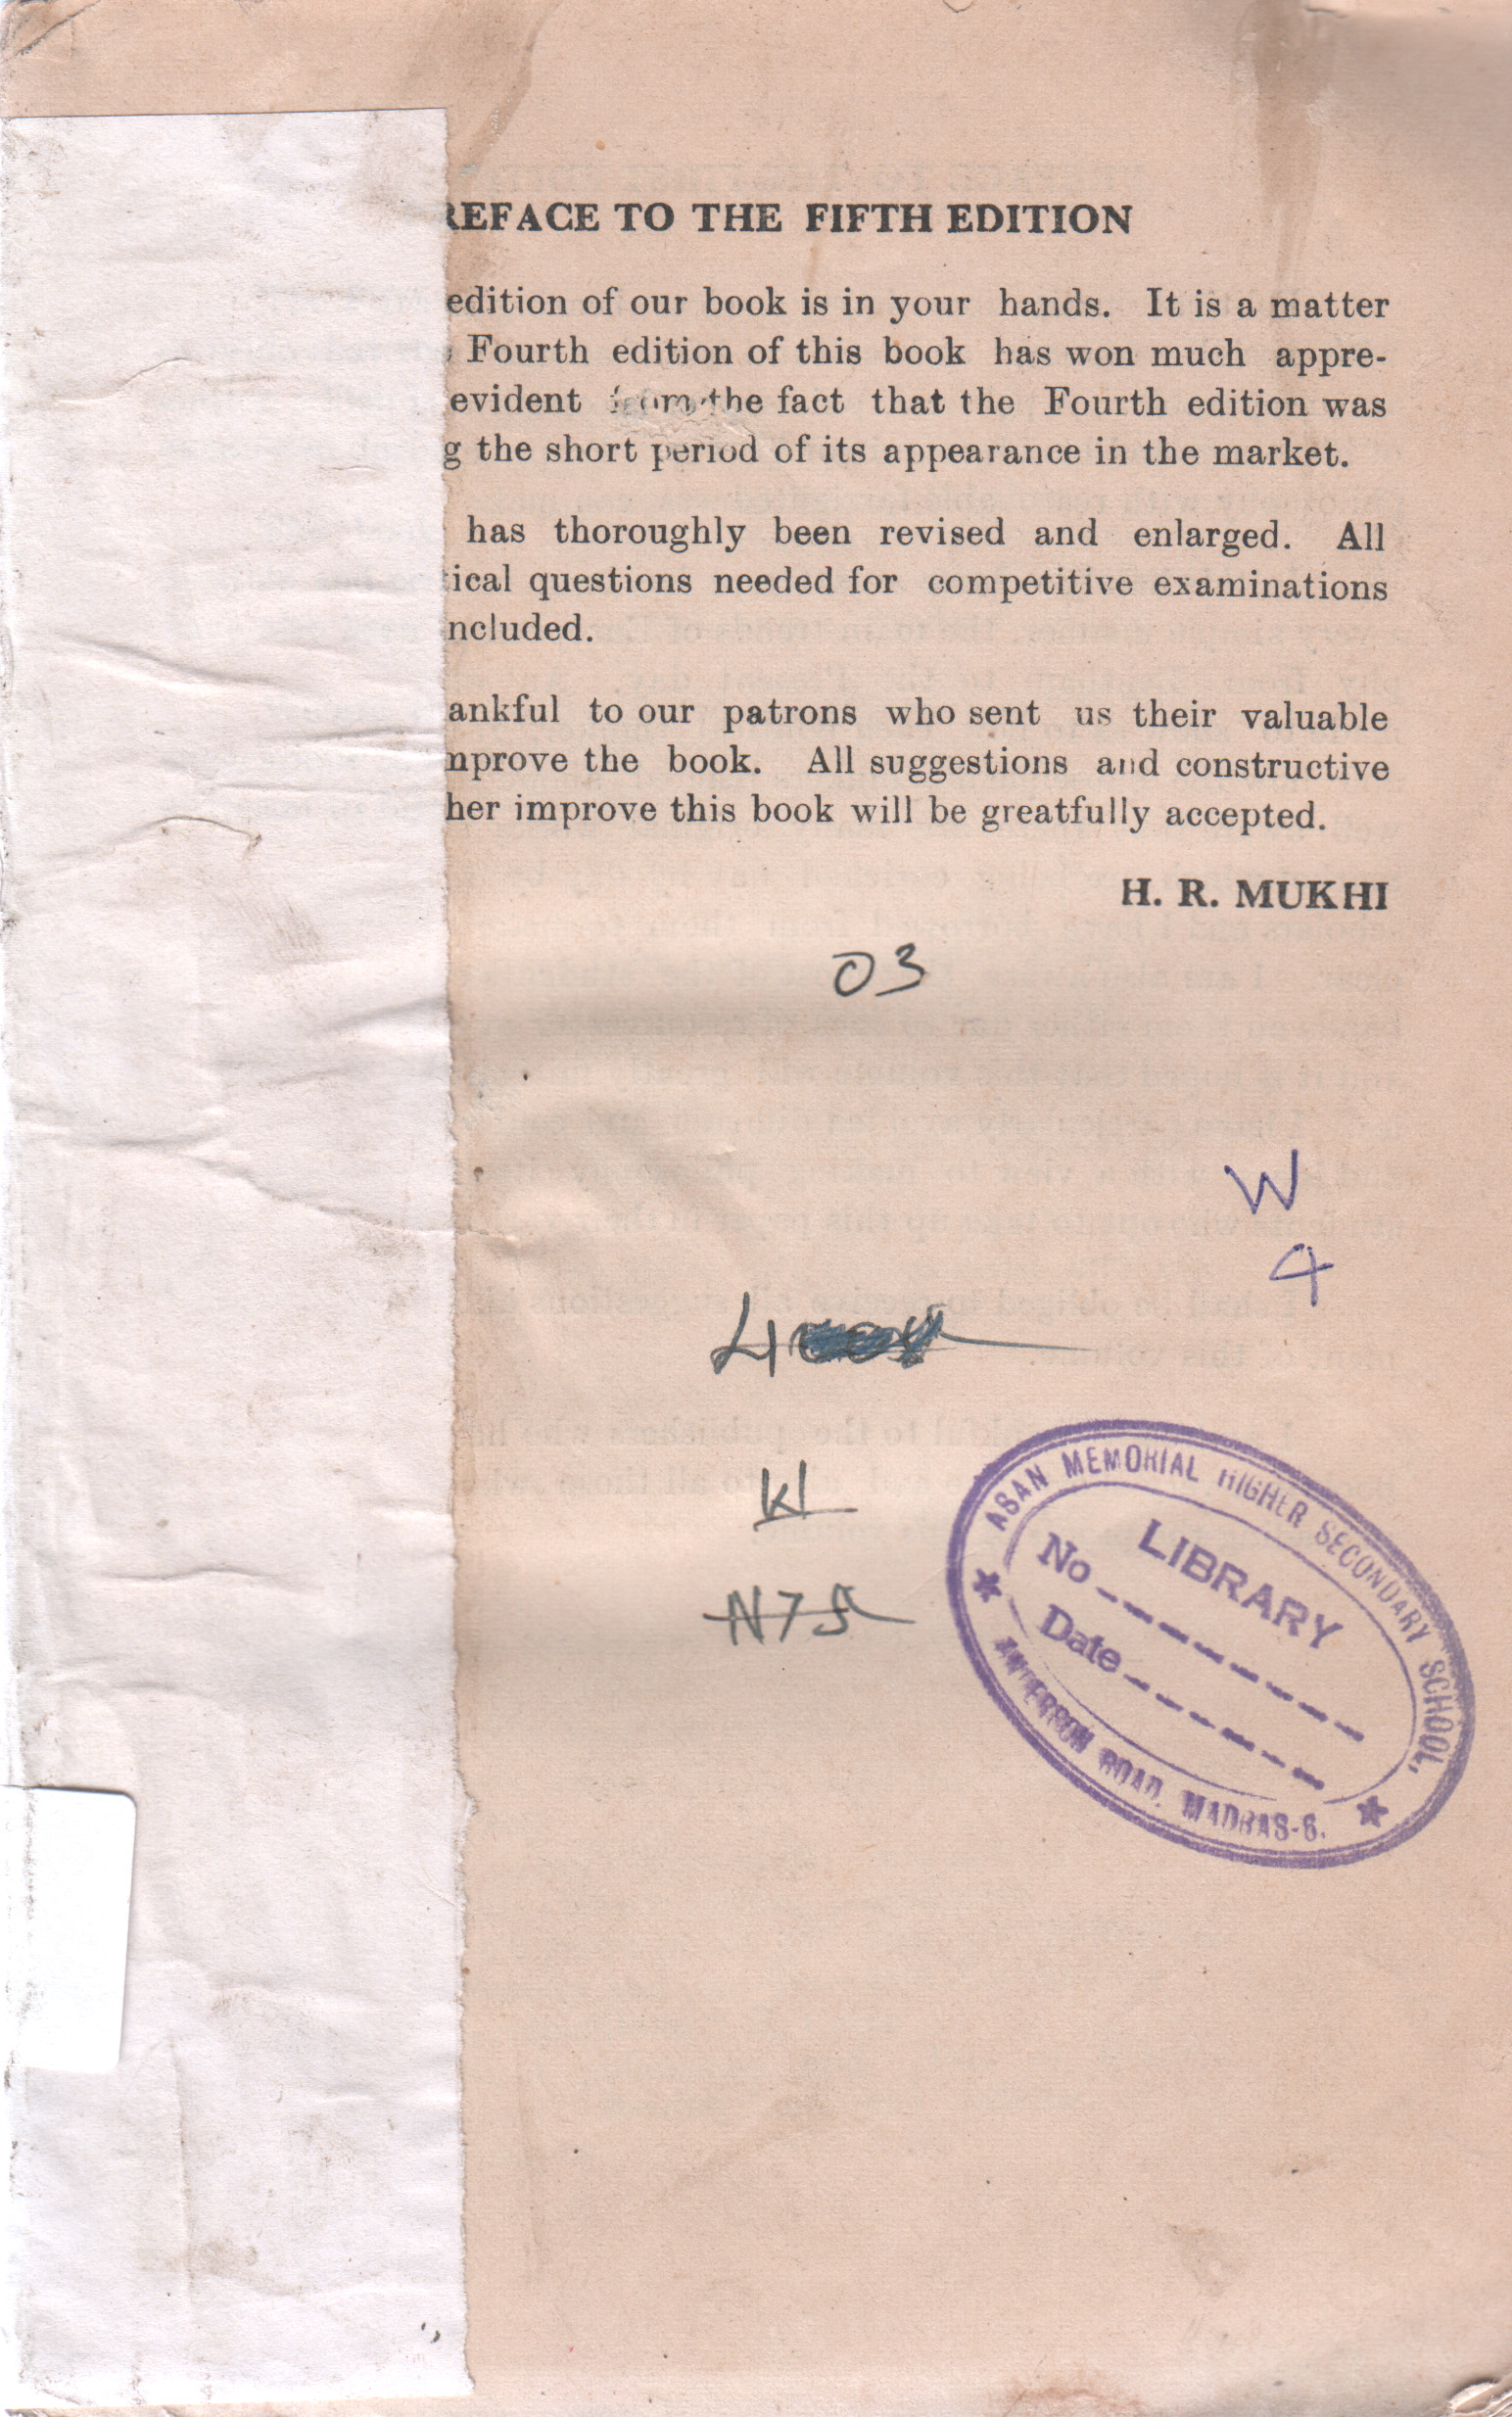 REFACE TO THE FIFTH EDITION
edition of our book is in your hands. It is a matter
Fourth edition of this book has won much appre-
evident from the fact that the Fourth edition was
g the short period of its appearance in the market.
has thoroughly been revised and enlarged. All
tical questions needed for competitive examinations
ncluded.
ankful to our patrons who sent us their valuable
mprove the book. All suggestions and constructive
her improve this book will be greatfully accepted.
H. R. MUKHI
03
W
4
K1
N75
ASAN MEMORIAL HIGHER SECONDARY SCHOOL,
LIBRARY
No
Date
ROAD, MADRAS-6.